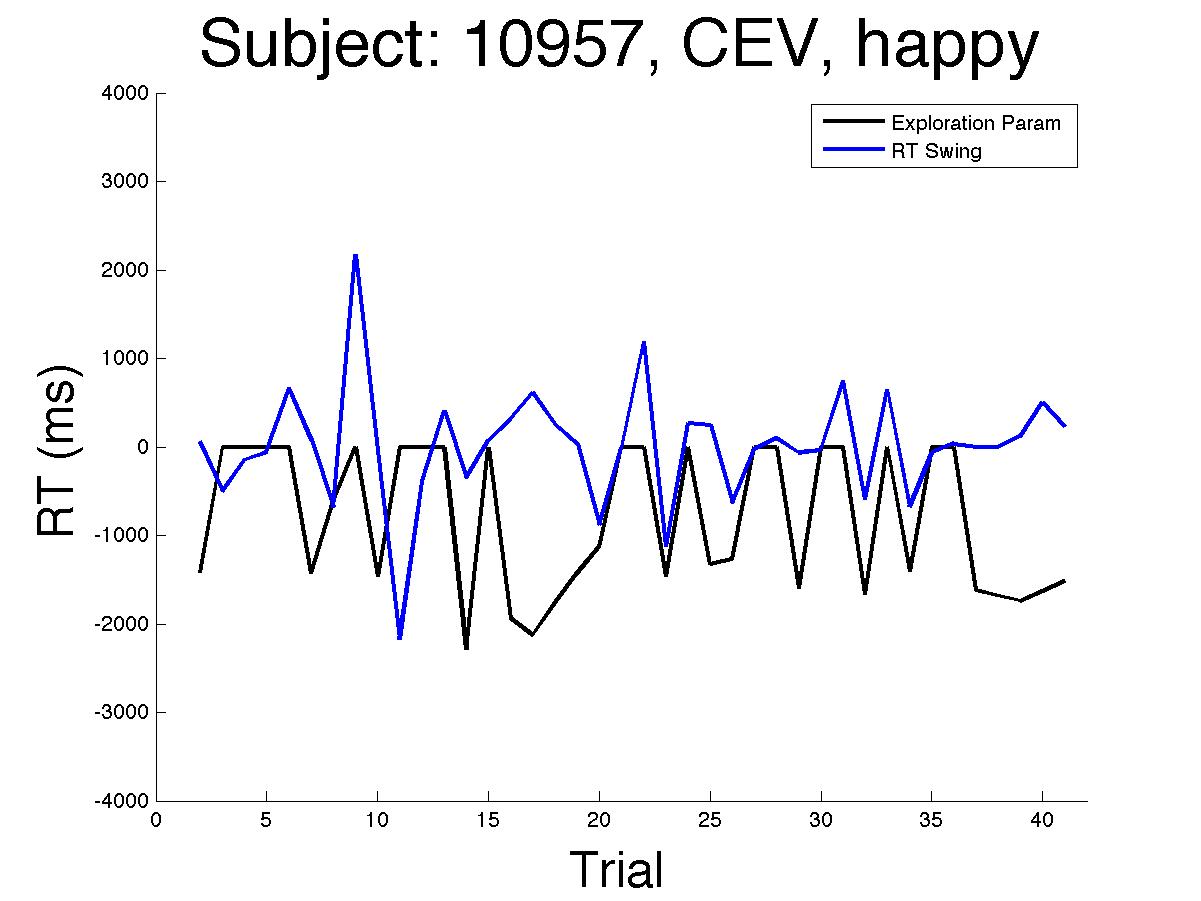 Subject: 10957, CEV, happy
Exploration Param
RT Swing
4000
3000
2000
1000
0
-1000
-2000
-3000
-4000
RT (ms)
0 5 10 15 20 25 30 35 40
Trial